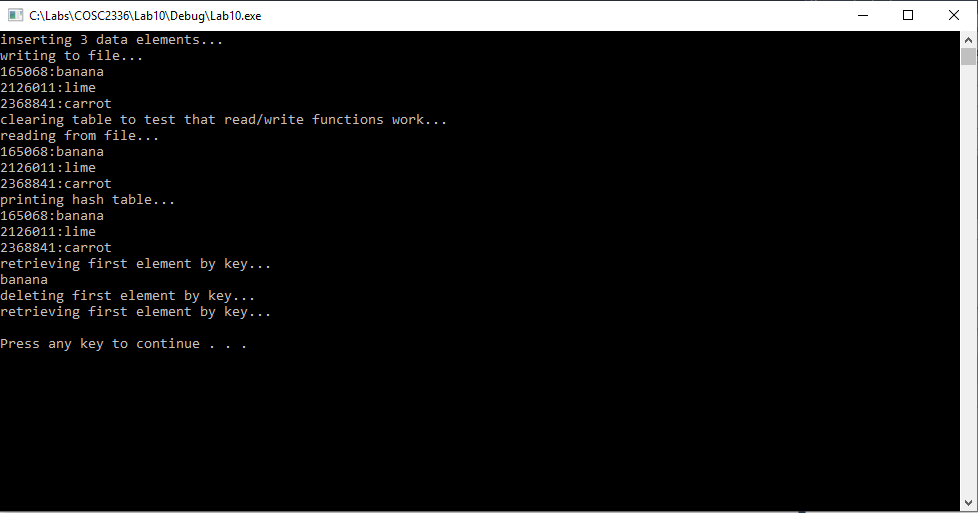 C:\Labs\COSC2336\Lab10\Debug\Lab10.exe
inserting 3 data elements...
writing to file...
165068:banana
2126011:lime
2368841:carrot
clearing table to test that read/write functions work...
reading from file...
165068:banana
2126011:lime
2368841:carrot
printing hash table...
165068:banana
2126011:lime
2368841:carrot
retrieving first element by key...
banana
deleting first element by key...
retrieving first element by key...
Press any key to continue . . .